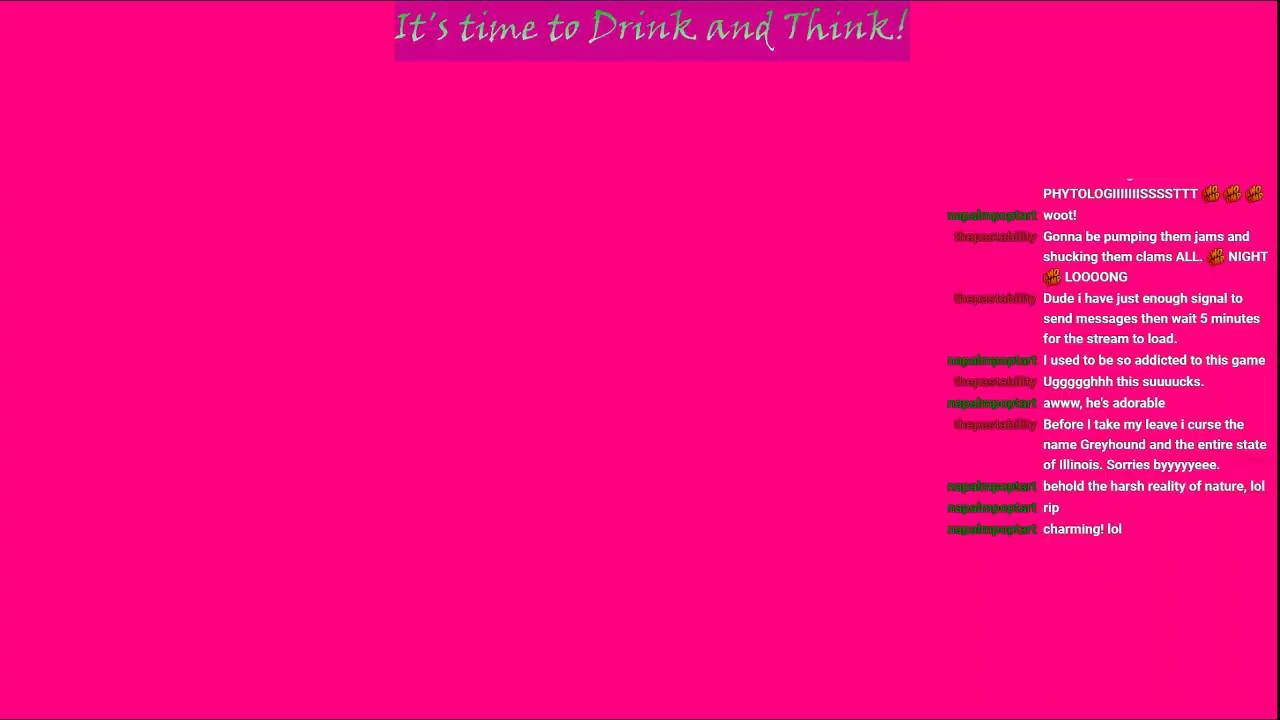 It's time to Drink and Think!
PHYTOLOGIIIIIIISSSSTTT
napalmpoptart woot!
thepastability Gonna be pumping them jams and
shucking them clams ALL. NIGHT
LOOOONG
thepastability Dude i have just enough signal to
send messages then wait 5 minutes
for the stream to load.
napalmpoptart I used to be so addicted to this game
thepastability Uggggghhh this suuuucks.
napalmpoptart awww, he's adorable
thepastability Before I take my leave i curse the
name Greyhound and the entire state
of Illinois. Sorries byyyyyeee.
napalmpoptart behold the harsh reality of nature, lol
napalmpoptart rip
napalmpoptart charming! lol